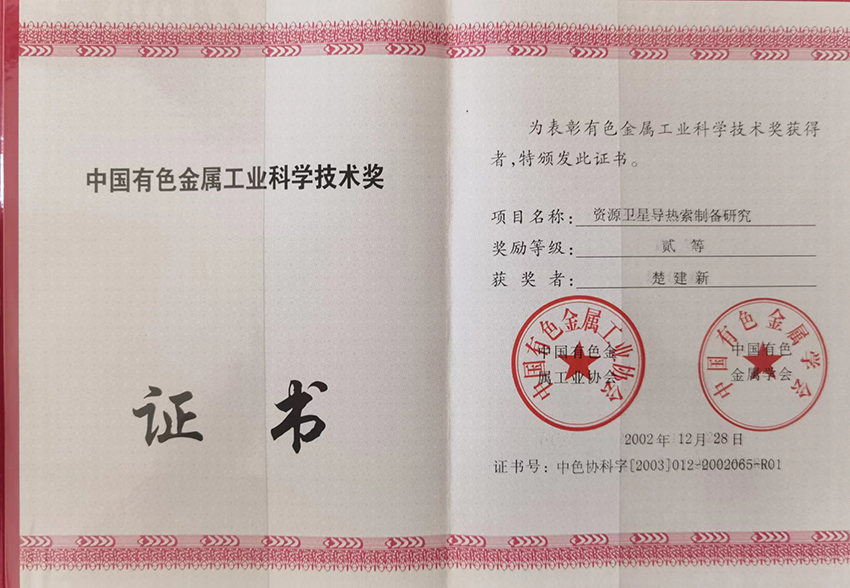 中国有色金属工业科学技术奖
证 书
为表彰有色金属工业科学技术奖获得
者,特颁发此证书。
项目名称: 资源卫星导热索制备研究
奖励等级: 贰 等
获 奖 者: 楚建新
中国有色金属工业协会
中国有色金
属工业协会
中国有色金属学会
中国有色
金属学会
2002年12月28日
证书号: 中色协科字[2003]012-2002065-R01